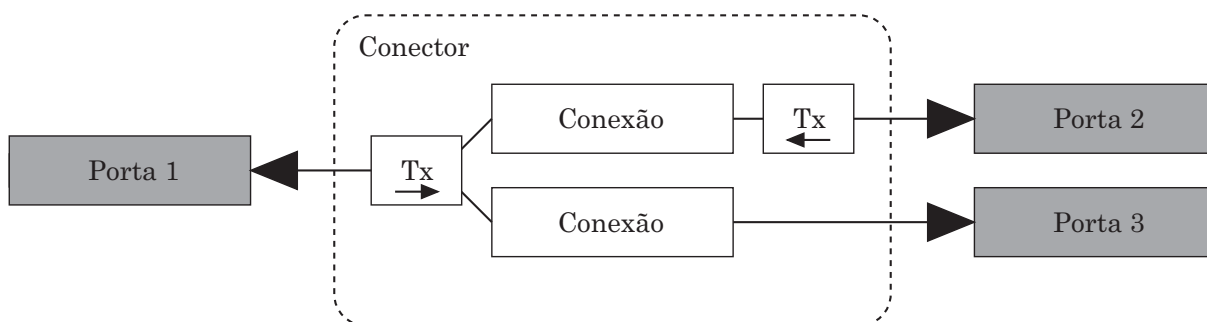 Conector
Conexão
Tx
Porta 2
Porta 1
Tx
Conexão
Porta 3